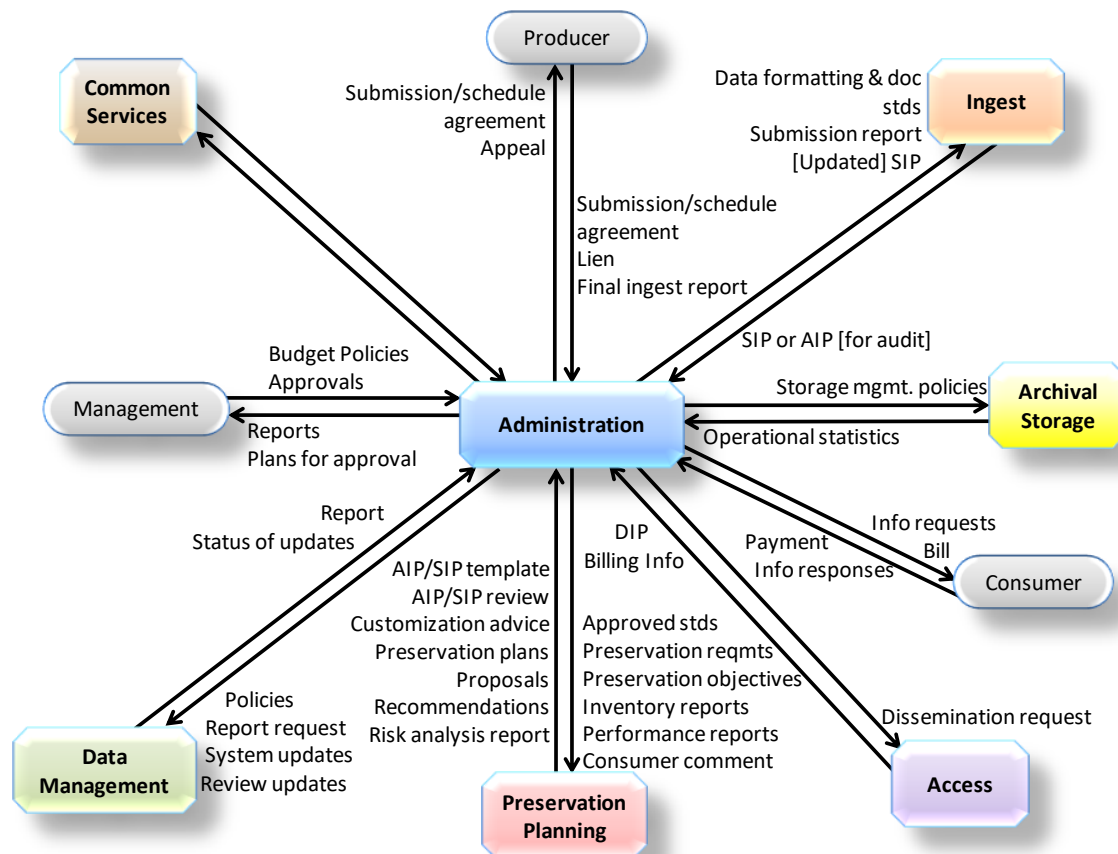 Producer
Common
Services
Submission/schedule
agreement
Appeal
Data formatting & doc
stds
Submission report
[Updated] SIP
Ingest
Submission/schedule
agreement
Lien
Final ingest report
SIP or AIP [for audit]
Budget Policies
Approvals
Management
Reports
Plans for approval
Administration
Storage mgmt. policies
Operational statistics
Archival
Storage
Report
Status of updates
DIP
Billing Info
Payment
Info responses
Info requests
Bill
Consumer
AIP/SIP template
AIP/SIP review
Customization advice
Preservation plans
Proposals
Recommendations
Risk analysis report
Approved stds
Preservation reqmts
Preservation objectives
Inventory reports
Performance reports
Consumer comment
Policies
Report request
System updates
Review updates
Data
Management
Dissemination request
Access
Preservation
Planning